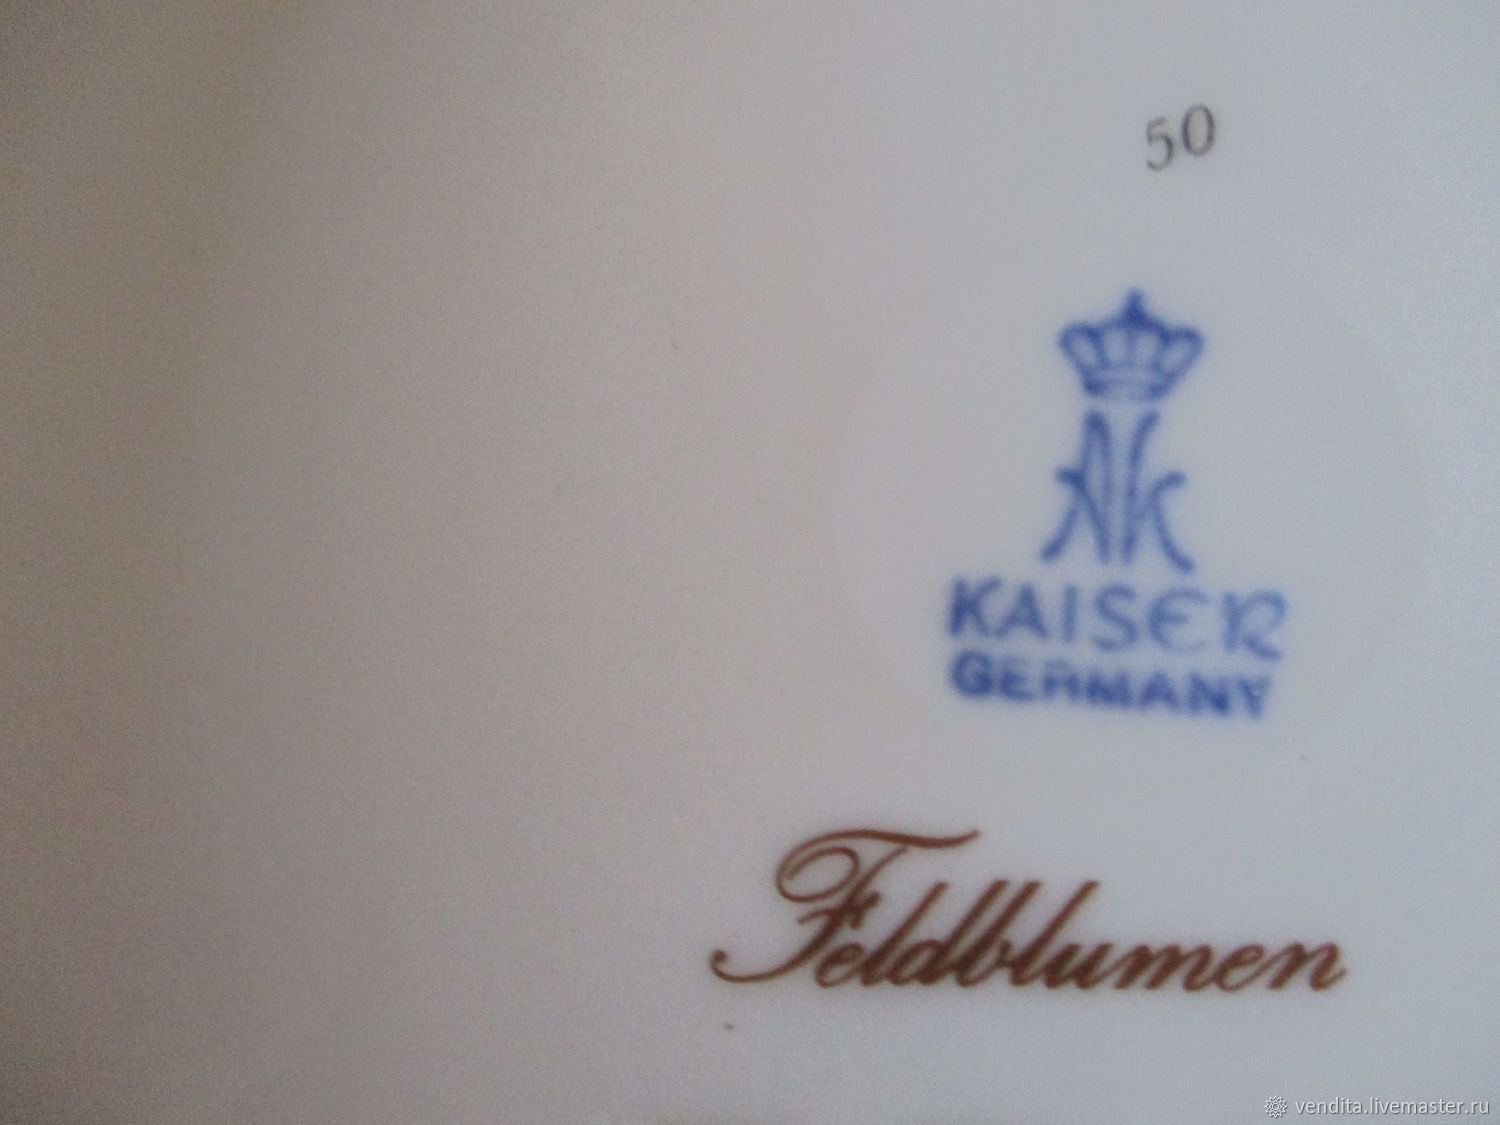 50
AK
KAISER
GERMANY
Feldblumen
vendita.livemaster.ru